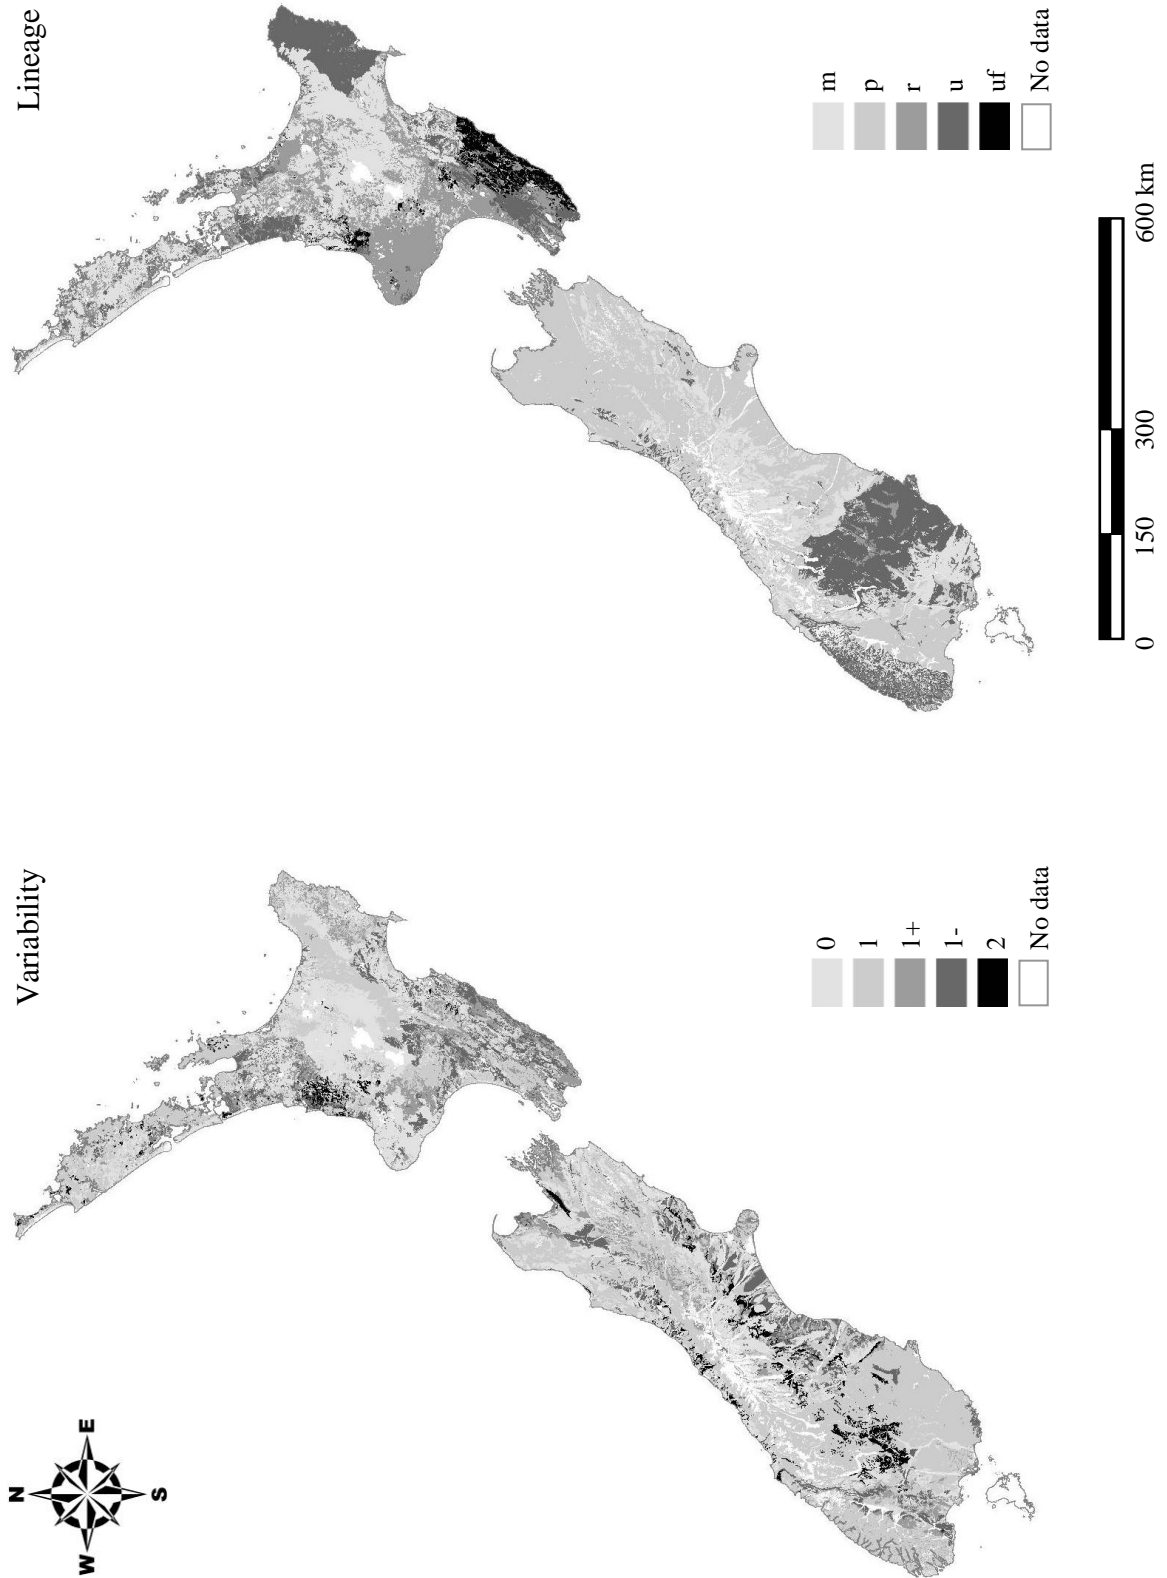 Lineage
m
p
r
u
uf
No data
0 150 300 600 km
Variability
0
1
1+
1-
2
No data
N
W E
S